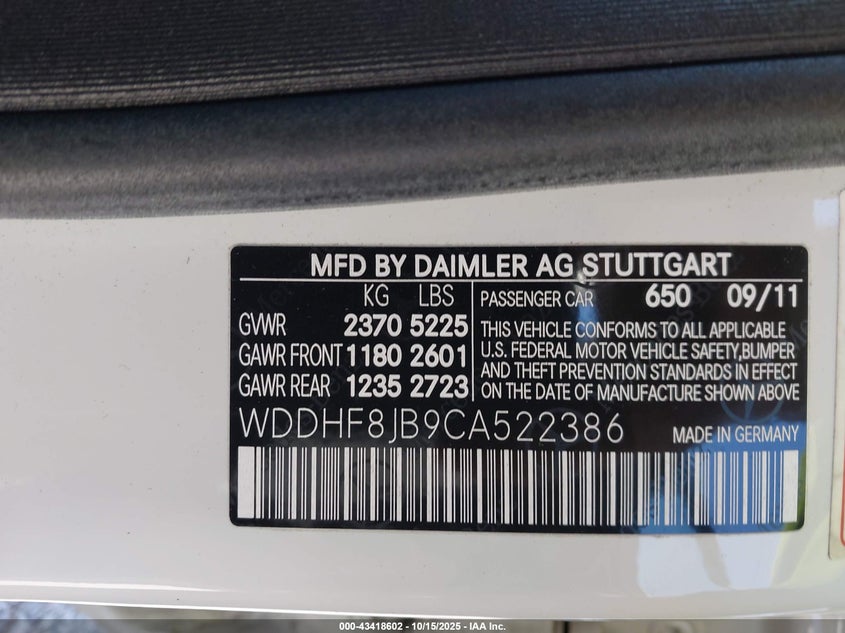 MFD BY DAIMLER AG STUTTGART
KG LBS
GVWR 2370 5225
GAWR FRONT 1180 2601
GAWR REAR 1235 2723
PASSENGER CAR 650 09/11
THIS VEHICLE CONFORMS TO ALL APPLICABLE
U.S. FEDERAL MOTOR VEHICLE SAFETY,BUMPER
AND THEFT PREVENTION STANDARDS IN EFFECT
ON THE DATE OF MANUFACTURE SHOWN ABOVE
WDDHF8JB9CA522386 MADE IN GERMANY
000-43418602 - 10/15/2025 - IAA Inc.